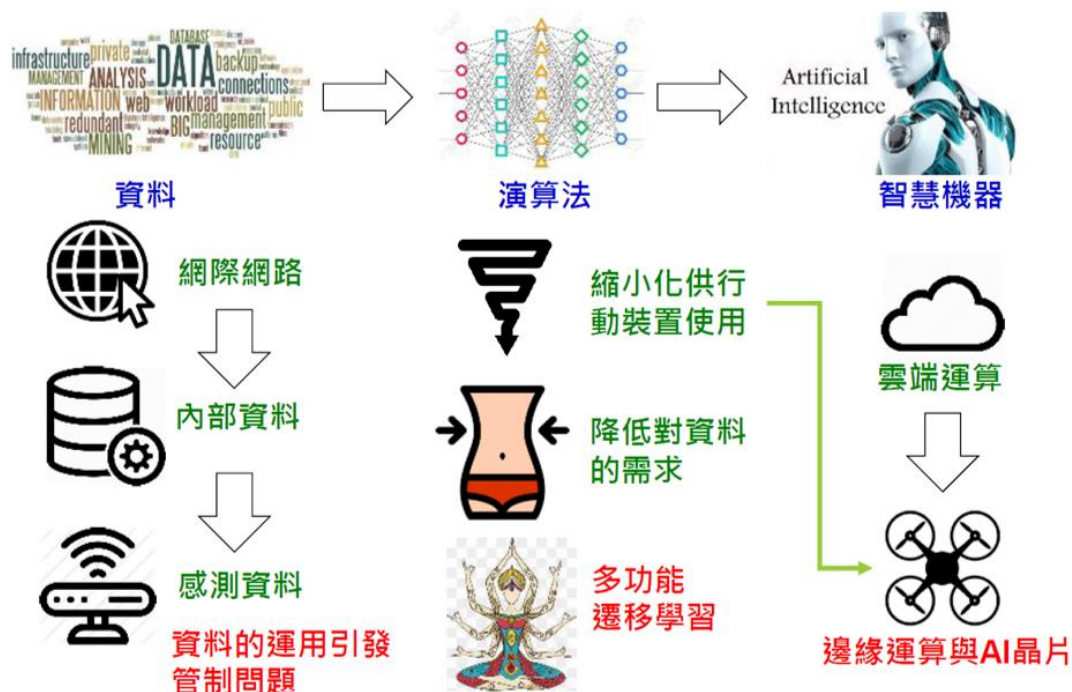 DATABASE
infrastructure private
DATA backup
MANAGEMENT ANALYSIS connections
INFORMATION web workload public
redundant BIG management
MINING resource
Artificial
Intelligence
資料
演算法
智慧機器
網際網路
內部資料
感測資料
資料的運用引發
管制問題
縮小化供行
動裝置使用
降低對資料
的需求
多功能
遷移學習
雲端運算
邊緣運算與AI晶片